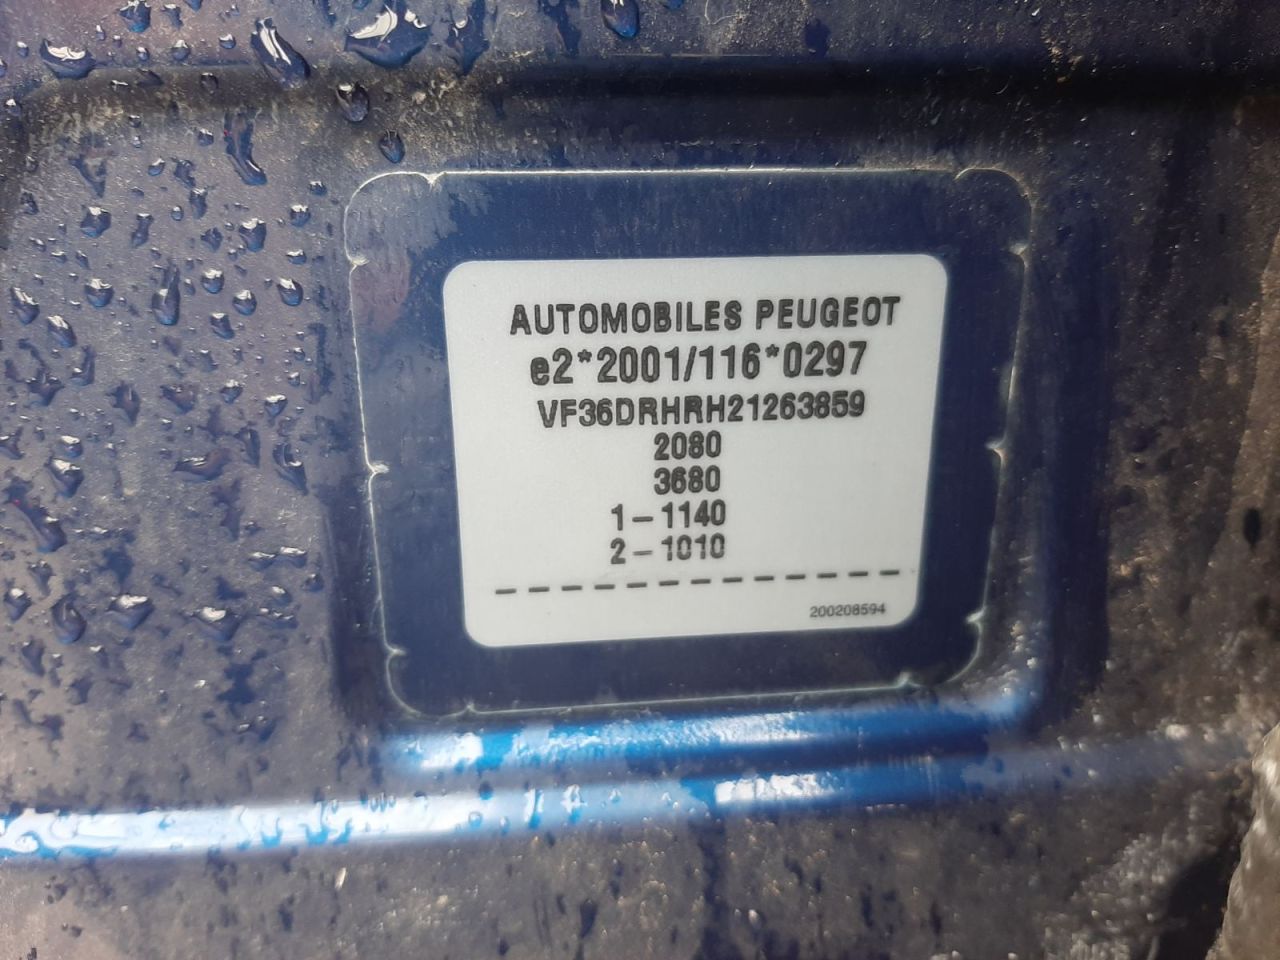 AUTOMOBILES PEUGEOT
e2*2001/116*0297
VF36DRHRH21263859
2080
3680
1-1140
2-1010
200208594